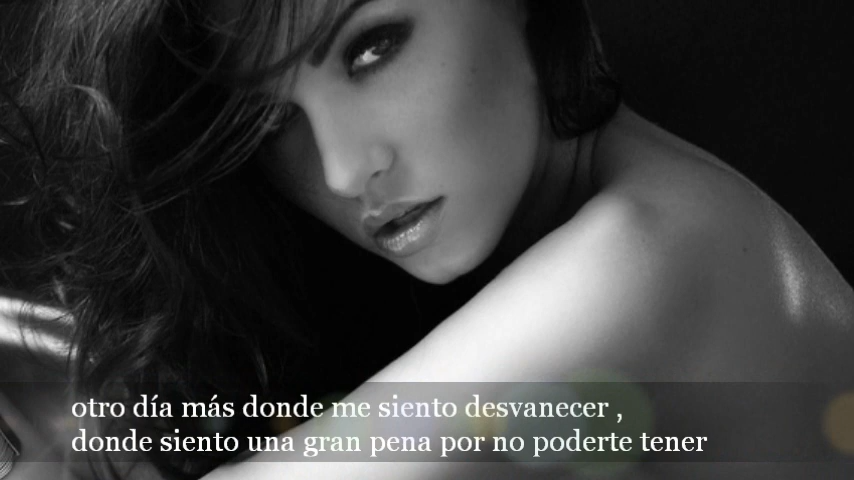 otro día más donde me siento desvanecer ,
donde siento una gran pena por no poderte tener